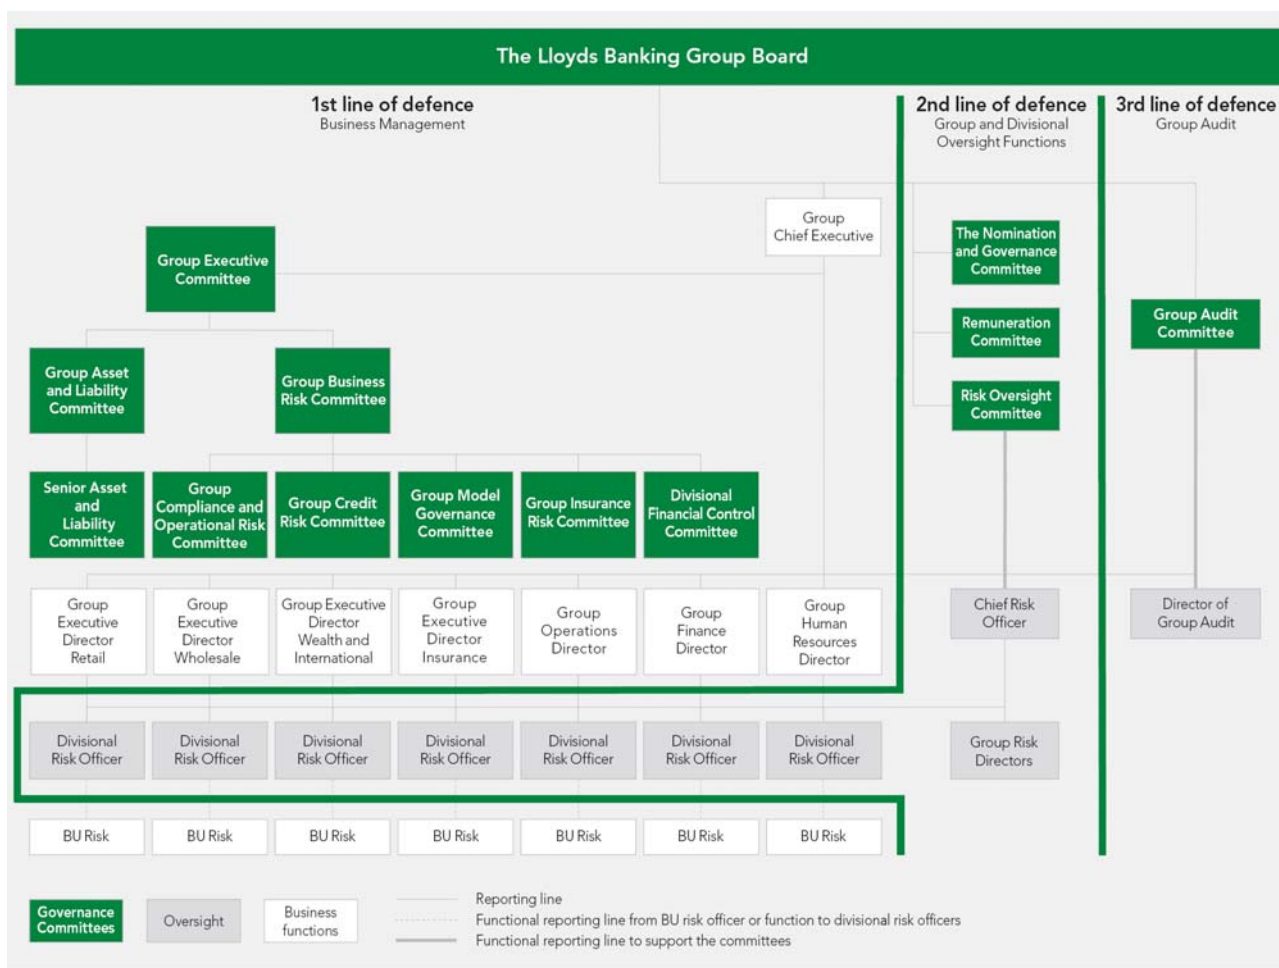 The Lloyds Banking Group Board
1st line of defence
Business Management
2nd line of defence
Group and Divisional
Oversight Functions
3rd line of defence
Group Audit
Group
Chief Executive
Group Executive
Committee
The Nomination
and Governance
Committee
Remuneration
Committee
Risk Oversight
Committee
Group Audit
Committee
Group Asset
and Liability
Committee
Group Business
Risk Committee
Senior Asset
and
Liability
Committee
Group
Compliance and
Operational Risk
Committee
Group Credit
Risk Committee
Group Model
Governance
Committee
Group Insurance
Risk Committee
Divisional
Financial Control
Committee
Group
Executive
Director
Retail
Group
Executive
Director
Wholesale
Group Executive
Director
Wealth and
International
Group
Executive
Director
Insurance
Group
Operations
Director
Group
Finance
Director
Group
Human
Resources
Director
Chief Risk
Officer
Director of
Group Audit
Divisional
Risk Officer
Divisional
Risk Officer
Divisional
Risk Officer
Divisional
Risk Officer
Divisional
Risk Officer
Divisional
Risk Officer
Divisional
Risk Officer
Group Risk
Directors
BU Risk
BU Risk
BU Risk
BU Risk
BU Risk
BU Risk
BU Risk
Governance
Committees
Oversight
Business
functions
Reporting line
Functional reporting line from BU risk officer or function to divisional risk officers
Functional reporting line to support the committees